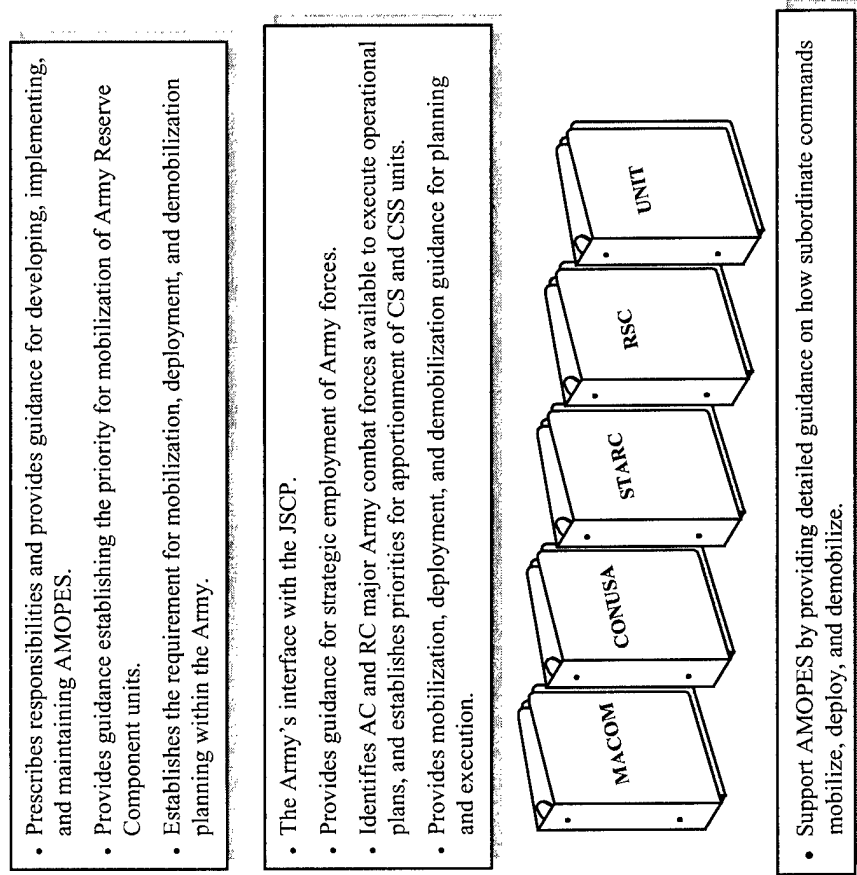 • Prescribes responsibilities and provides guidance for developing, implementing,
and maintaining AMOPES.
• Provides guidance establishing the priority for mobilization of Army Reserve
Component units.
• Establishes the requirement for mobilization, deployment, and demobilization
planning within the Army.
• The Army's interface with the JSCP.
• Provides guidance for strategic employment of Army forces.
• Identifies AC and RC major Army combat forces available to execute operational
plans, and establishes priorities for apportionment of CS and CSS units.
• Provides mobilization, deployment, and demobilization guidance for planning
and execution.
MACOM
CONUSA
STARC
RSC
UNIT
• Support AMOPES by providing detailed guidance on how subordinate commands
mobilize, deploy, and demobilize.